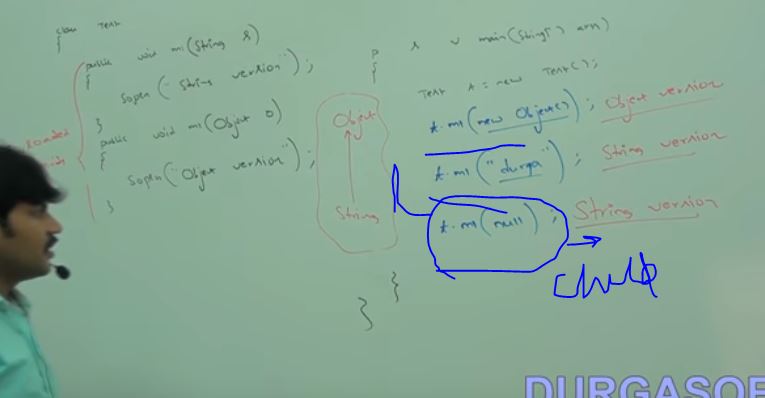 class Test
{
public void m1(String s)
{
sopln("String version");
}
public void m1(Object o)
{
sopln("Object version");
}
loaded
Object
String
p s v main(String[] args)
{
Test t = new Test();
t.m1(new Object()); Object version
t.m1("durga"); String version
t.m1(null); String version
}
}
DURGASOF